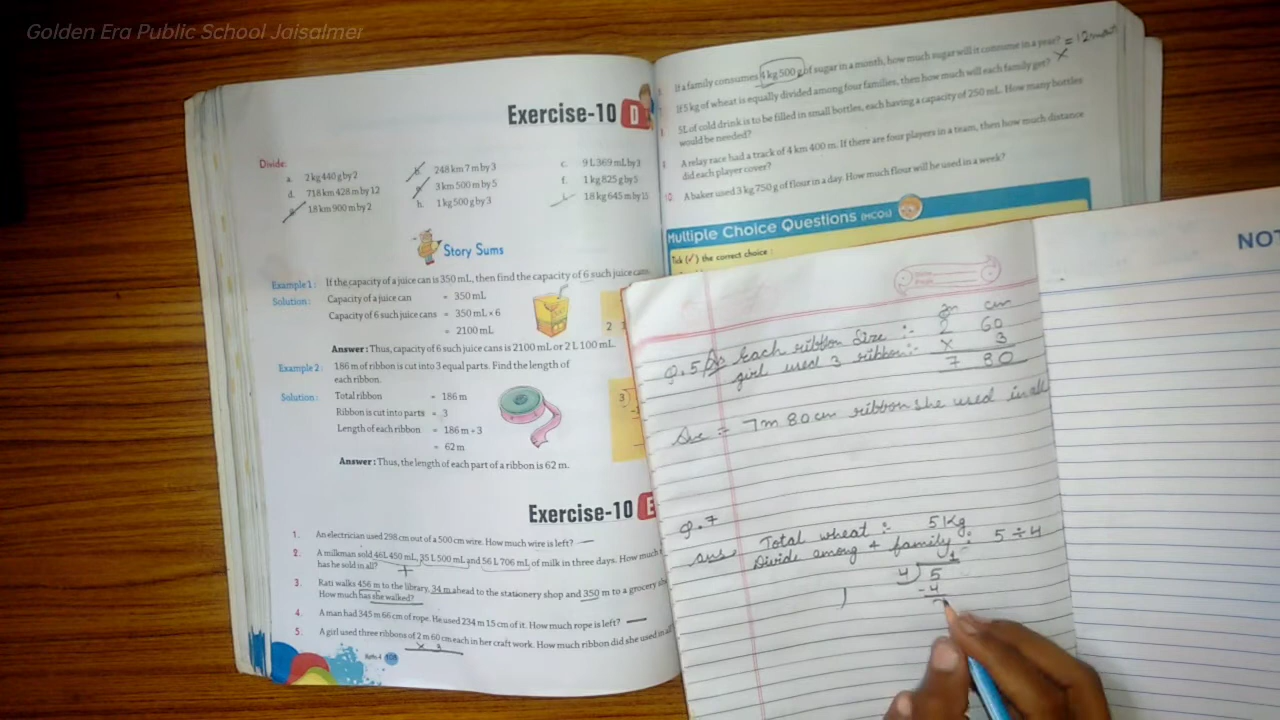 Golden Era Public School Jaisalmer
Exercise-10 D
Divide:
a. 2 kg 440 g by 2
248 km 7 m by 3
c. 9 L 369 mL by 3
d. 718 km 428 m by 12
3 km 500 m by 5
f. 1 kg 825 g by 5
18 km 900 m by 2
h. 1 kg 500 g by 3
18 kg 645 m by 15
Story Sums
Example 1: If the capacity of a juice can is 350 mL, then find the capacity of 6 such juice cans.
Solution: Capacity of a juice can = 350 mL
Capacity of 6 such juice cans = 350 mL × 6
= 2100 mL
Answer: Thus, capacity of 6 such juice cans is 2100 mL or 2 L 100 mL.
Example 2: 186 m of ribbon is cut into 3 equal parts. Find the length of
each ribbon.
Solution: Total ribbon = 186 m
Ribbon is cut into parts = 3
Length of each ribbon = 186 m ÷ 3
= 62 m
Answer: Thus, the length of each part of a ribbon is 62 m.
Exercise-10 E
1. An electrician used 298 cm out of a 500 cm wire. How much wire is left?
2. A milkman sold 46 L 450 mL, 35 L 500 mL and 56 L 706 mL of milk in three days. How much
has he sold in all?
+
3. Rati walks 456 m to the library, 34 m ahead to the stationery shop and 350 m to a grocery
How much has she walked?
4. A man had 345 m 66 cm of rope. He used 234 m 15 cm of it. How much rope is left?
5. A girl used three ribbons of 2 m 60 cm each in her craft work. How much ribbon did she used in
× 3
Maths-4 108
If a family consumes 4 kg 500 g of sugar in a month, how much sugar will it consume in a year? = 12 month
×
If 5 kg of wheat is equally divided among four families, then how much will each family get?
5L of cold drink is to be filled in small bottles, each having a capacity of 250 mL. How many bottles
would be needed?
A relay race had a track of 4 km 400 m. If there are four players in a team, then how much distance
did each player cover?
10. A baker used 3 kg 750 g of flour in a day. How much flour will be used in a week?
Multiple Choice Questions (MCQs)
Tick (✓) the correct choice :
NOT
m cm
Q.5 Each ribbon Size :- 2 60
girl used 3 ribbon :- × 3
7 80
Ans :- 7m 80cm ribbon she used in all
Q.7
ans Total wheat :- 5 Kg
Divide among 4 family : 5 ÷ 4
1
4 ) 5
-4